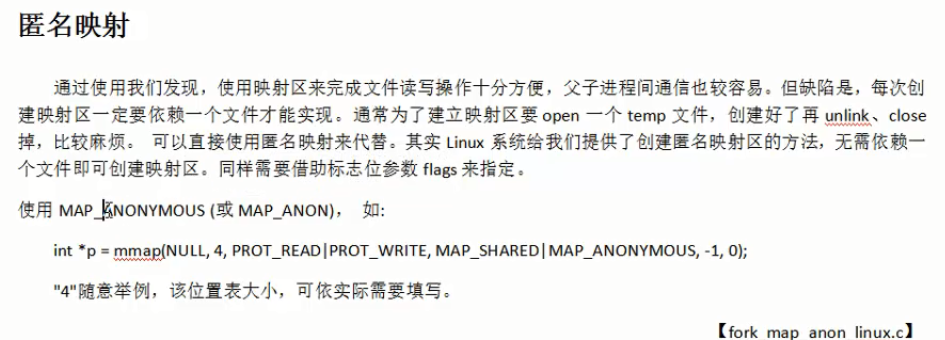 匿名映射
通过使用我们发现，使用映射区来完成文件读写操作十分方便，父子进程间通信也较容易。但缺陷是，每次创
建映射区一定要依赖一个文件才能实现。通常为了建立映射区要 open 一个 temp 文件，创建好了再 unlink、close
掉，比较麻烦。 可以直接使用匿名映射来代替。其实 Linux 系统给我们提供了创建匿名映射区的方法，无需依赖一
个文件即可创建映射区。同样需要借助标志位参数 flags 来指定。
使用 MAP_ANONYMOUS (或 MAP_ANON)， 如:
int *p = mmap(NULL, 4, PROT_READ|PROT_WRITE, MAP_SHARED|MAP_ANONYMOUS, -1, 0);
"4"随意举例，该位置表大小，可依实际需要填写。
【fork_map_anon_linux.c】